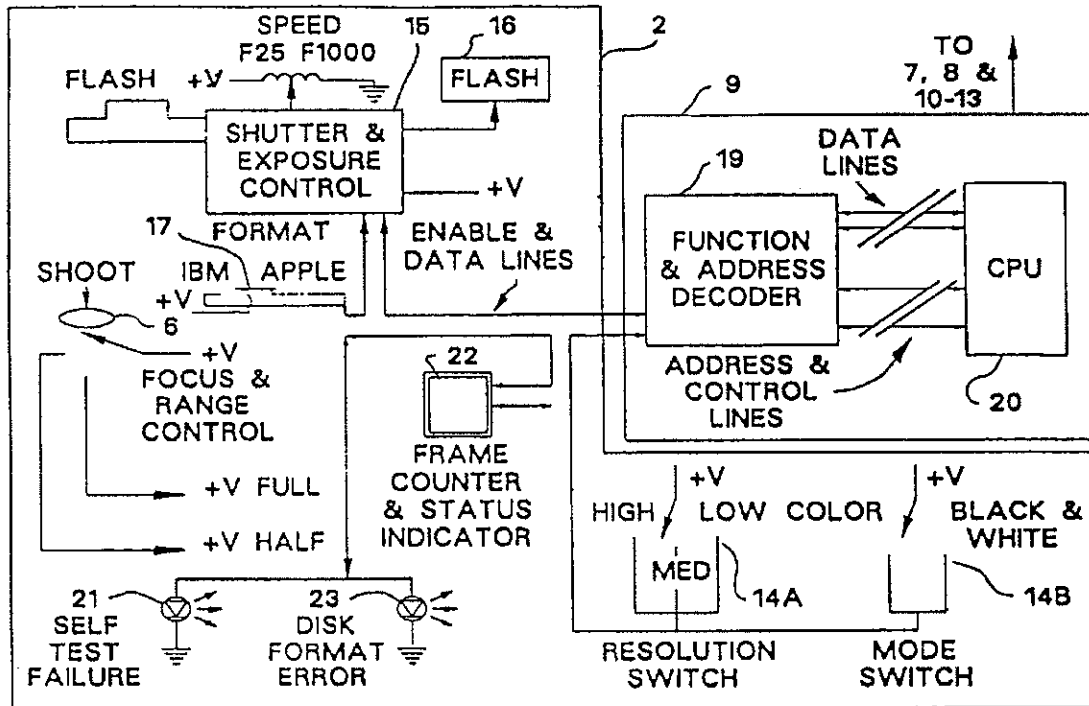 SPEED
F25 F1000
15
16
2
TO
7, 8 &
10-13
FLASH
+V
FLASH
9
SHUTTER &
EXPOSURE
CONTROL
+V
DATA
LINES
19
FUNCTION
& ADDRESS
DECODER
CPU
17
FORMAT
IBM APPLE
ENABLE &
DATA LINES
SHOOT
+V
6
+V
FOCUS &
RANGE
CONTROL
22
ADDRESS &
CONTROL
LINES
20
FRAME
COUNTER
& STATUS
INDICATOR
+V FULL
+V HALF
+V
HIGH LOW
MED
14A
+V
COLOR BLACK &
WHITE
14B
21
SELF
TEST
FAILURE
23
DISK
FORMAT
ERROR
RESOLUTION
SWITCH
MODE
SWITCH